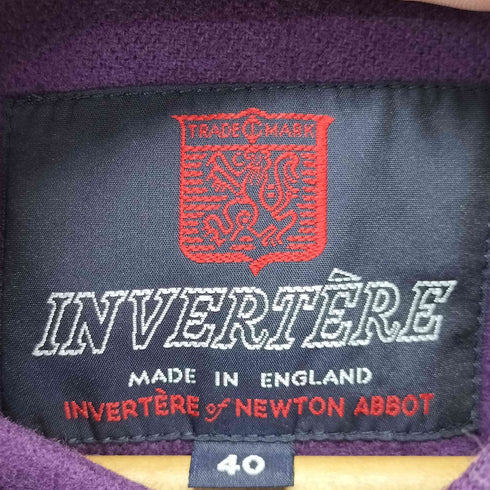 TRADE MARK
INVERTÈRE
MADE IN ENGLAND
INVERTÈRE of NEWTON ABBOT
40